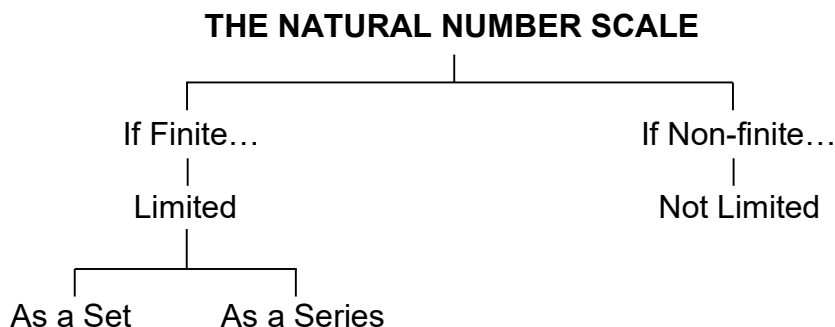 THE NATURAL NUMBER SCALE
If Finite… If Non-finite…
Limited Not Limited
As a Set As a Series